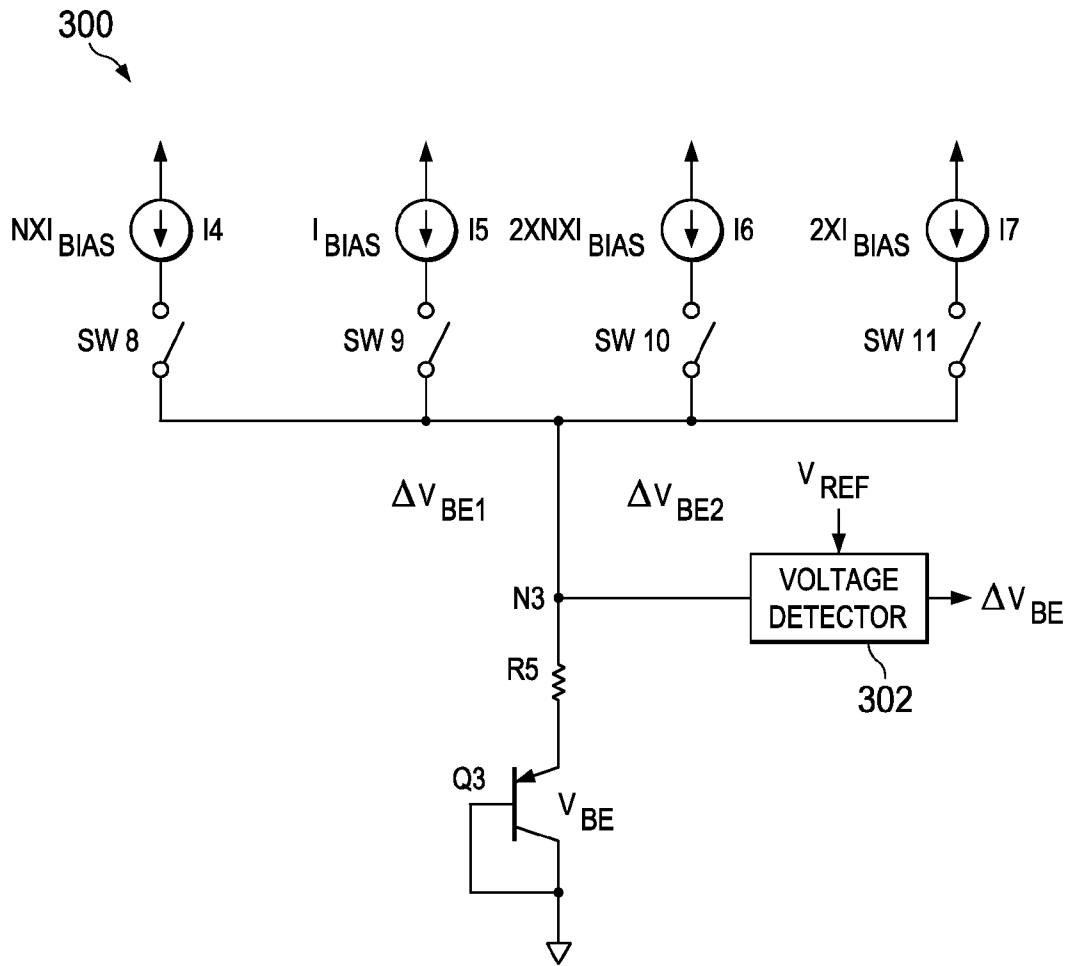 300
NXI BIAS
I4
I BIAS
I5
2XNXI BIAS
I6
2XI BIAS
I7
SW 8
SW 9
SW 10
SW 11
ΔV BE1
ΔV BE2
V REF
N3
VOLTAGE
DETECTOR
ΔV BE
R5
302
Q3
V BE